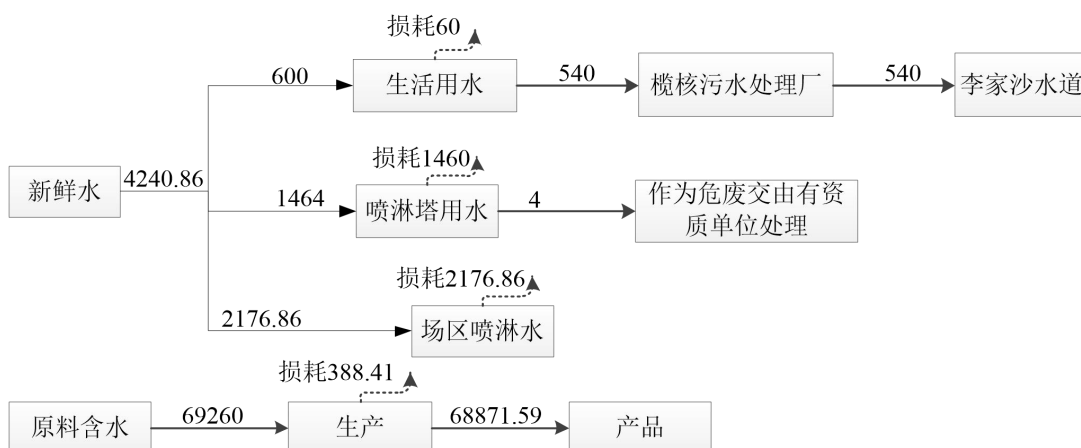 损耗60
600
生活用水
540
榄核污水处理厂
540
李家沙水道
损耗1460
新鲜水
4240.86
1464
喷淋塔用水
4
作为危废交由有资
质单位处理
损耗2176.86
2176.86
场区喷淋水
损耗388.41
原料含水
69260
生产
68871.59
产品